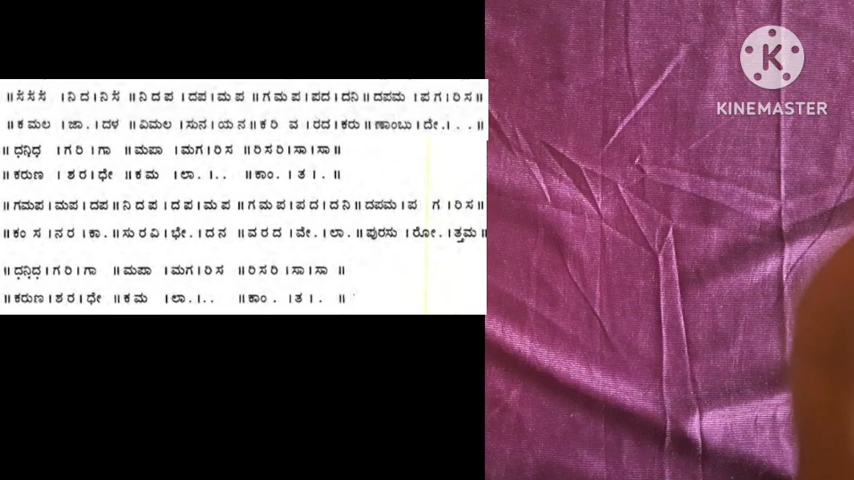 ॥ಸ಼ಸ಼ಸ಼ ।ನಿದ।ನಿಸ಼ ॥ನಿದಪ ।ದಪ।ಮಪ ॥ಗಮಪ।ಪದ।ದನಿ॥ದಪಮ ।ಪಗ।ರಿಸ॥
॥ಕಮಲ ।ಜಾ.।ದಳ ॥ವಿಮಲ ।ಸುನ।ಯನ॥ಕರಿ ವ ।ರದ।ಕರು॥ಣಾಂಬು।ದೇ.।..॥
॥ಧ಼ನಿ಼ಧ಼ ।ಗರಿ।ಗಾ ॥ಮಪಾ ।ಮಗ।ರಿಸ ॥ರಿಸರಿ।ಸಾ।ಸಾ॥
॥ಕರುಣ ।ಶರ।ಧೇ ॥ಕಮ ।ಲಾ.।.. ॥ಕಾಂ. ।ತ।. ॥
॥ಗಮಪ।ಮಪ।ದಪ॥ನಿದಪ।ದಪ।ಮಪ ॥ಗಮಪ।ಪದ।ದನಿ॥ದಪಮ।ಪ ಗ।ರಿಸ॥
॥ಕಂಸ।ನರ ಕಾ.॥ಸುರವಿ।ಭೇ.।ದನ ॥ವರದ।ವೇ.।ಲಾ.॥ಪುರಸು ।ರೋ.।ತ್ತಮ॥
॥ಧ಼ನಿ಼ಧ಼।ಗರಿ।ಗಾ ॥ಮಪಾ ।ಮಗ।ರಿಸ ॥ರಿಸರಿ।ಸಾ।ಸಾ ॥
॥ಕರುಣ।ಶರ।ಧೇ ॥ಕಮ ।ಲಾ.।.. ॥ಕಾಂ. ।ತ।. ॥
KINEMASTER